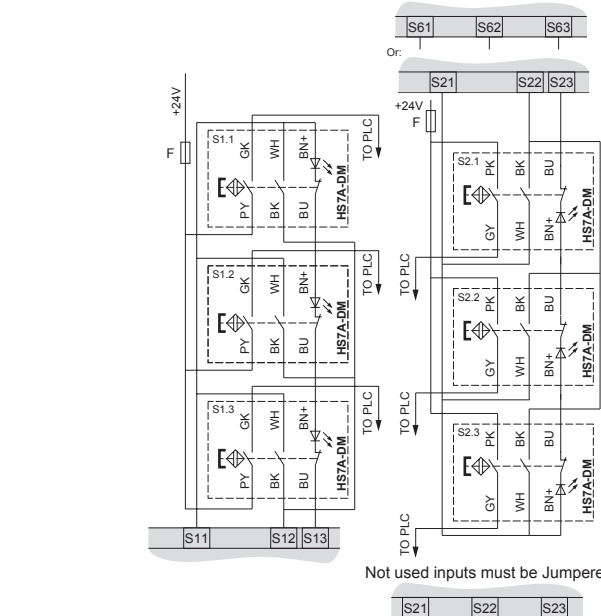 S61 S62 S63
Or:
S21 S22 S23
+24V
F
+24V
F
S1.1
GK WH BN+
PY BK BU
HS7A-DM
TO PLC
S1.2
GK WH BN+
PY BK BU
HS7A-DM
TO PLC
S1.3
GK WH BN+
PY BK BU
HS7A-DM
TO PLC
S11 S12 S13
S2.1
PK BK BU
GY WH BN+
HS7A-DM
TO PLC
S2.2
PK BK BU
GY WH BN+
HS7A-DM
TO PLC
S2.3
PK BK BU
GY WH BN+
HS7A-DM
TO PLC
Not used inputs must be Jumpere
S21 S22 S23